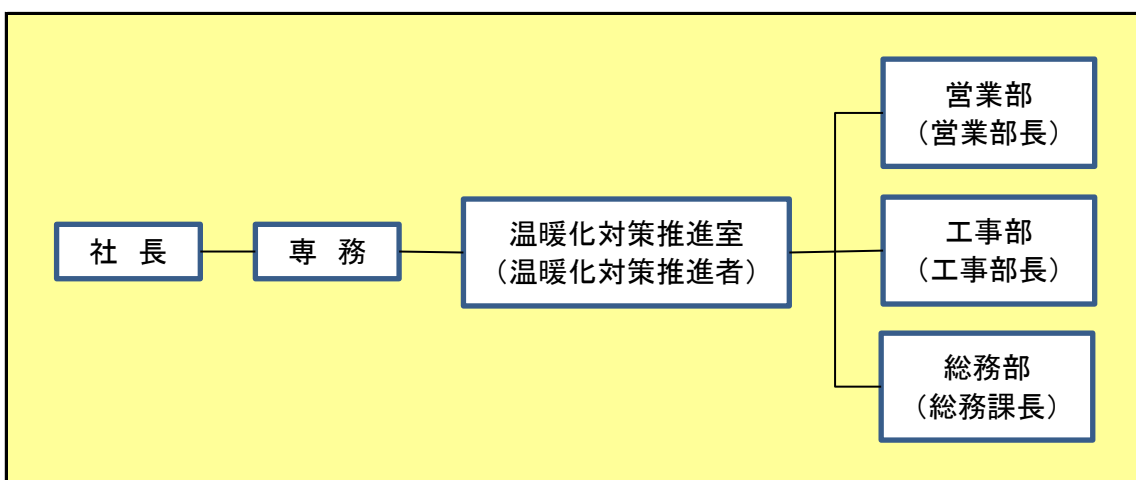 社　長
専　務
温暖化対策推進室
（温暖化対策推進者）
営業部
（営業部長）
工事部
（工事部長）
総務部
（総務課長）